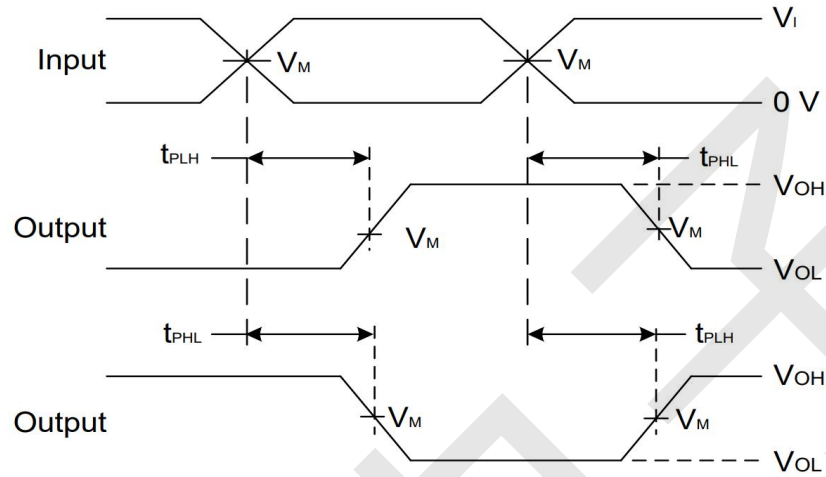 VI
Input VM VM
0 V
tPLH tPHL
VOH
Output VM VM
VOL
tPHL tPLH
VOH
Output VM VM
VOL